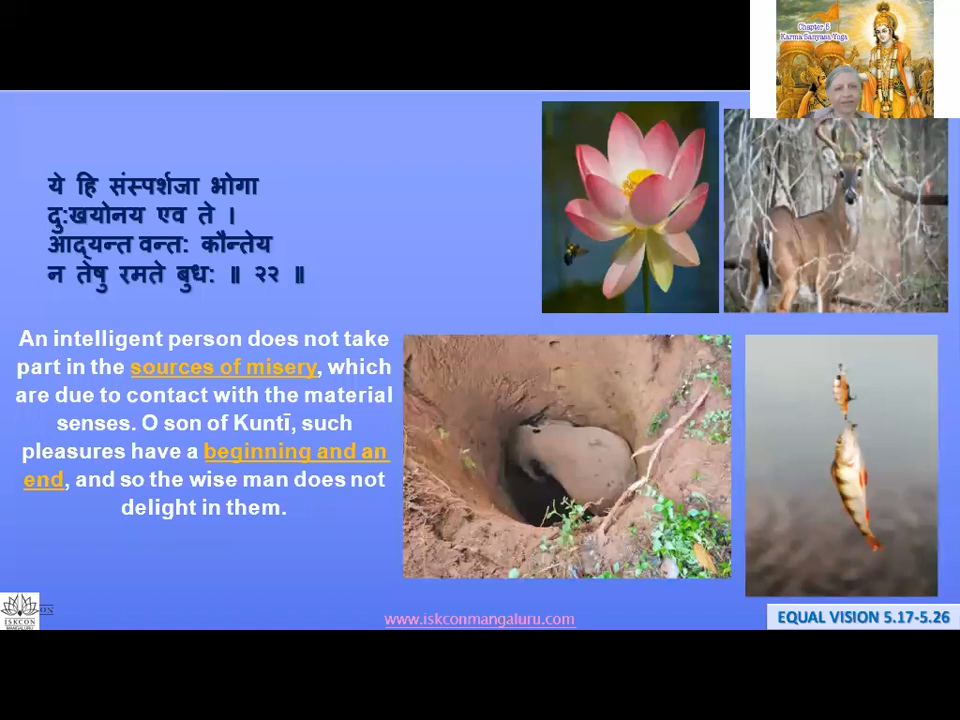 Chapter 5
Karma Sanyasa Yoga
ये हि संस्पर्शजा भोगा
दु:खयोनय एव ते ।
आद्यन्त वन्त: कौन्तेय
न तेषु रमते बुध: ॥ २२ ॥
An intelligent person does not take
part in the sources of misery, which
are due to contact with the material
senses. O son of Kuntī, such
pleasures have a beginning and an
end, and so the wise man does not
delight in them.
ISKCON
MANGALURU
www.iskconmangaluru.com
EQUAL VISION 5.17-5.26